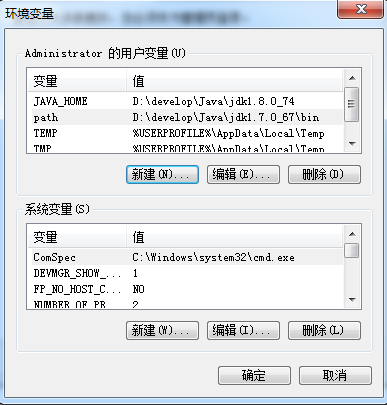 环境变量
Administrator 的用户变量(U)
变量 值
JAVA_HOME D:\develop\Java\jdk1.8.0_74
path D:\develop\Java\jdk1.7.0_67\bin
TEMP %USERPROFILE%\AppData\Local\Temp
TMP %USERPROFILE%\AppData\Local\Temp
新建(N)... 编辑(E)... 删除(D)
系统变量(S)
变量 值
ComSpec C:\Windows\system32\cmd.exe
DEVMGR_SHOW_... 1
FP_NO_HOST_C... NO
NUMBER_OF_PR... 2
新建(W)... 编辑(I)... 删除(L)
确定 取消